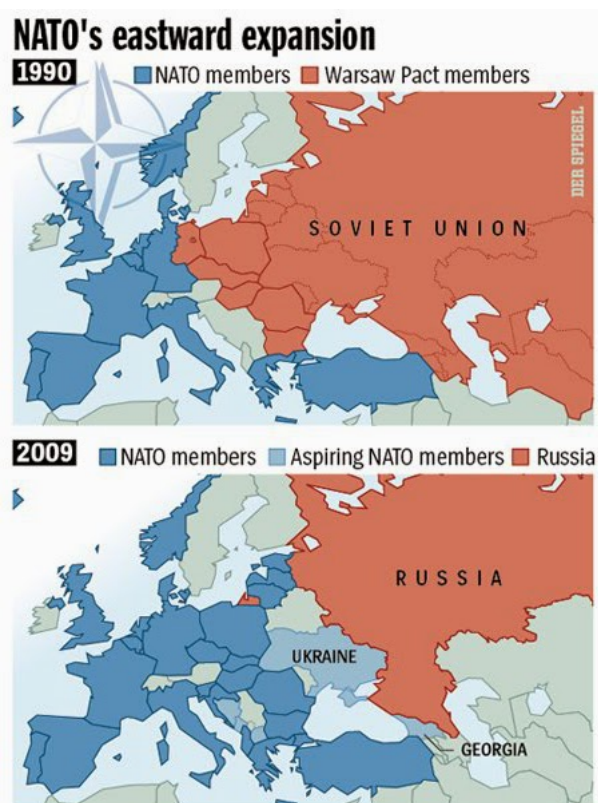 NATO's eastward expansion
1990 NATO members Warsaw Pact members
DER SPIEGEL
SOVIET UNION
2009 NATO members Aspiring NATO members Russia
RUSSIA
UKRAINE
GEORGIA